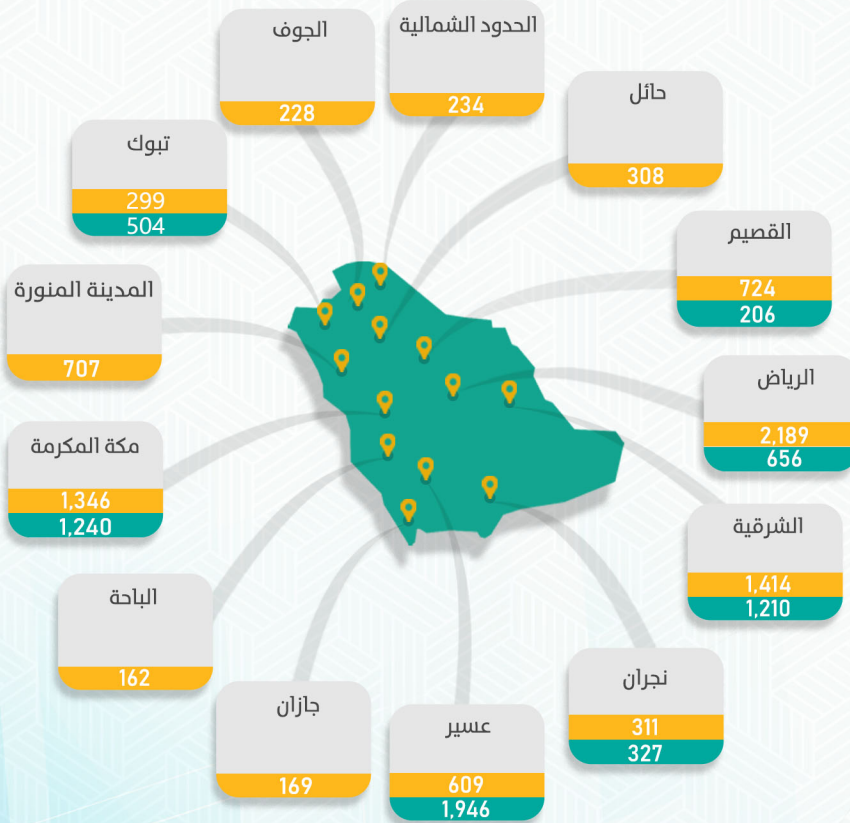 الحدود الشمالية
234
الجوف
228
حائل
308
تبوك
299
504
القصيم
724
206
المدينة المنورة
707
الرياض
2,189
656
مكة المكرمة
1,346
1,240
الشرقية
1,414
1,210
الباحة
162
نجران
311
327
جازان
169
عسير
609
1,946